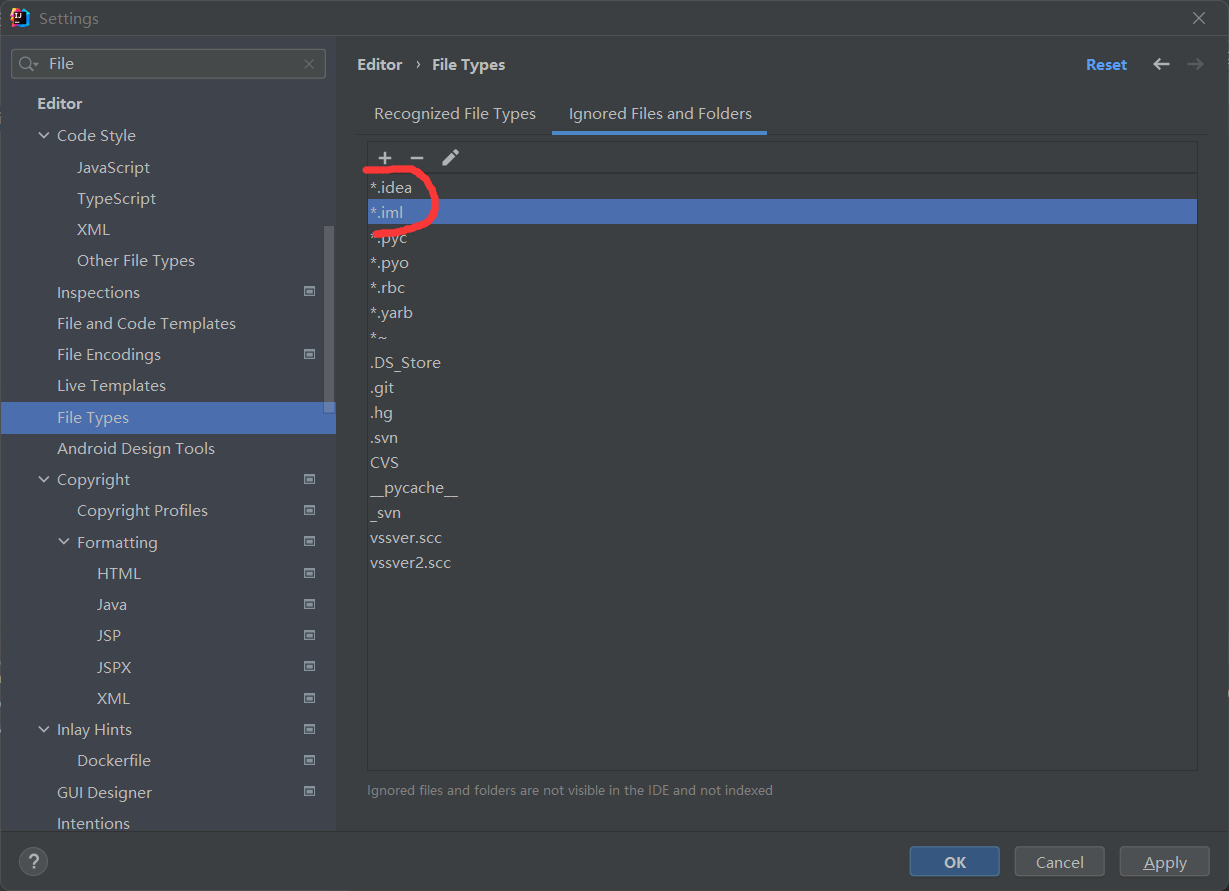 Settings
File
Editor
Code Style
JavaScript
TypeScript
XML
Other File Types
Inspections
File and Code Templates
File Encodings
Live Templates
File Types
Android Design Tools
Copyright
Copyright Profiles
Formatting
HTML
Java
JSP
JSPX
XML
Inlay Hints
Dockerfile
GUI Designer
Intentions
Editor › File Types
Reset
Recognized File Types
Ignored Files and Folders
*.idea
*.iml
*.pyc
*.pyo
*.rbc
*.yarb
*~
.DS_Store
.git
.hg
.svn
CVS
__pycache__
_svn
vssver.scc
vssver2.scc
Ignored files and folders are not visible in the IDE and not indexed
?
OK
Cancel
Apply